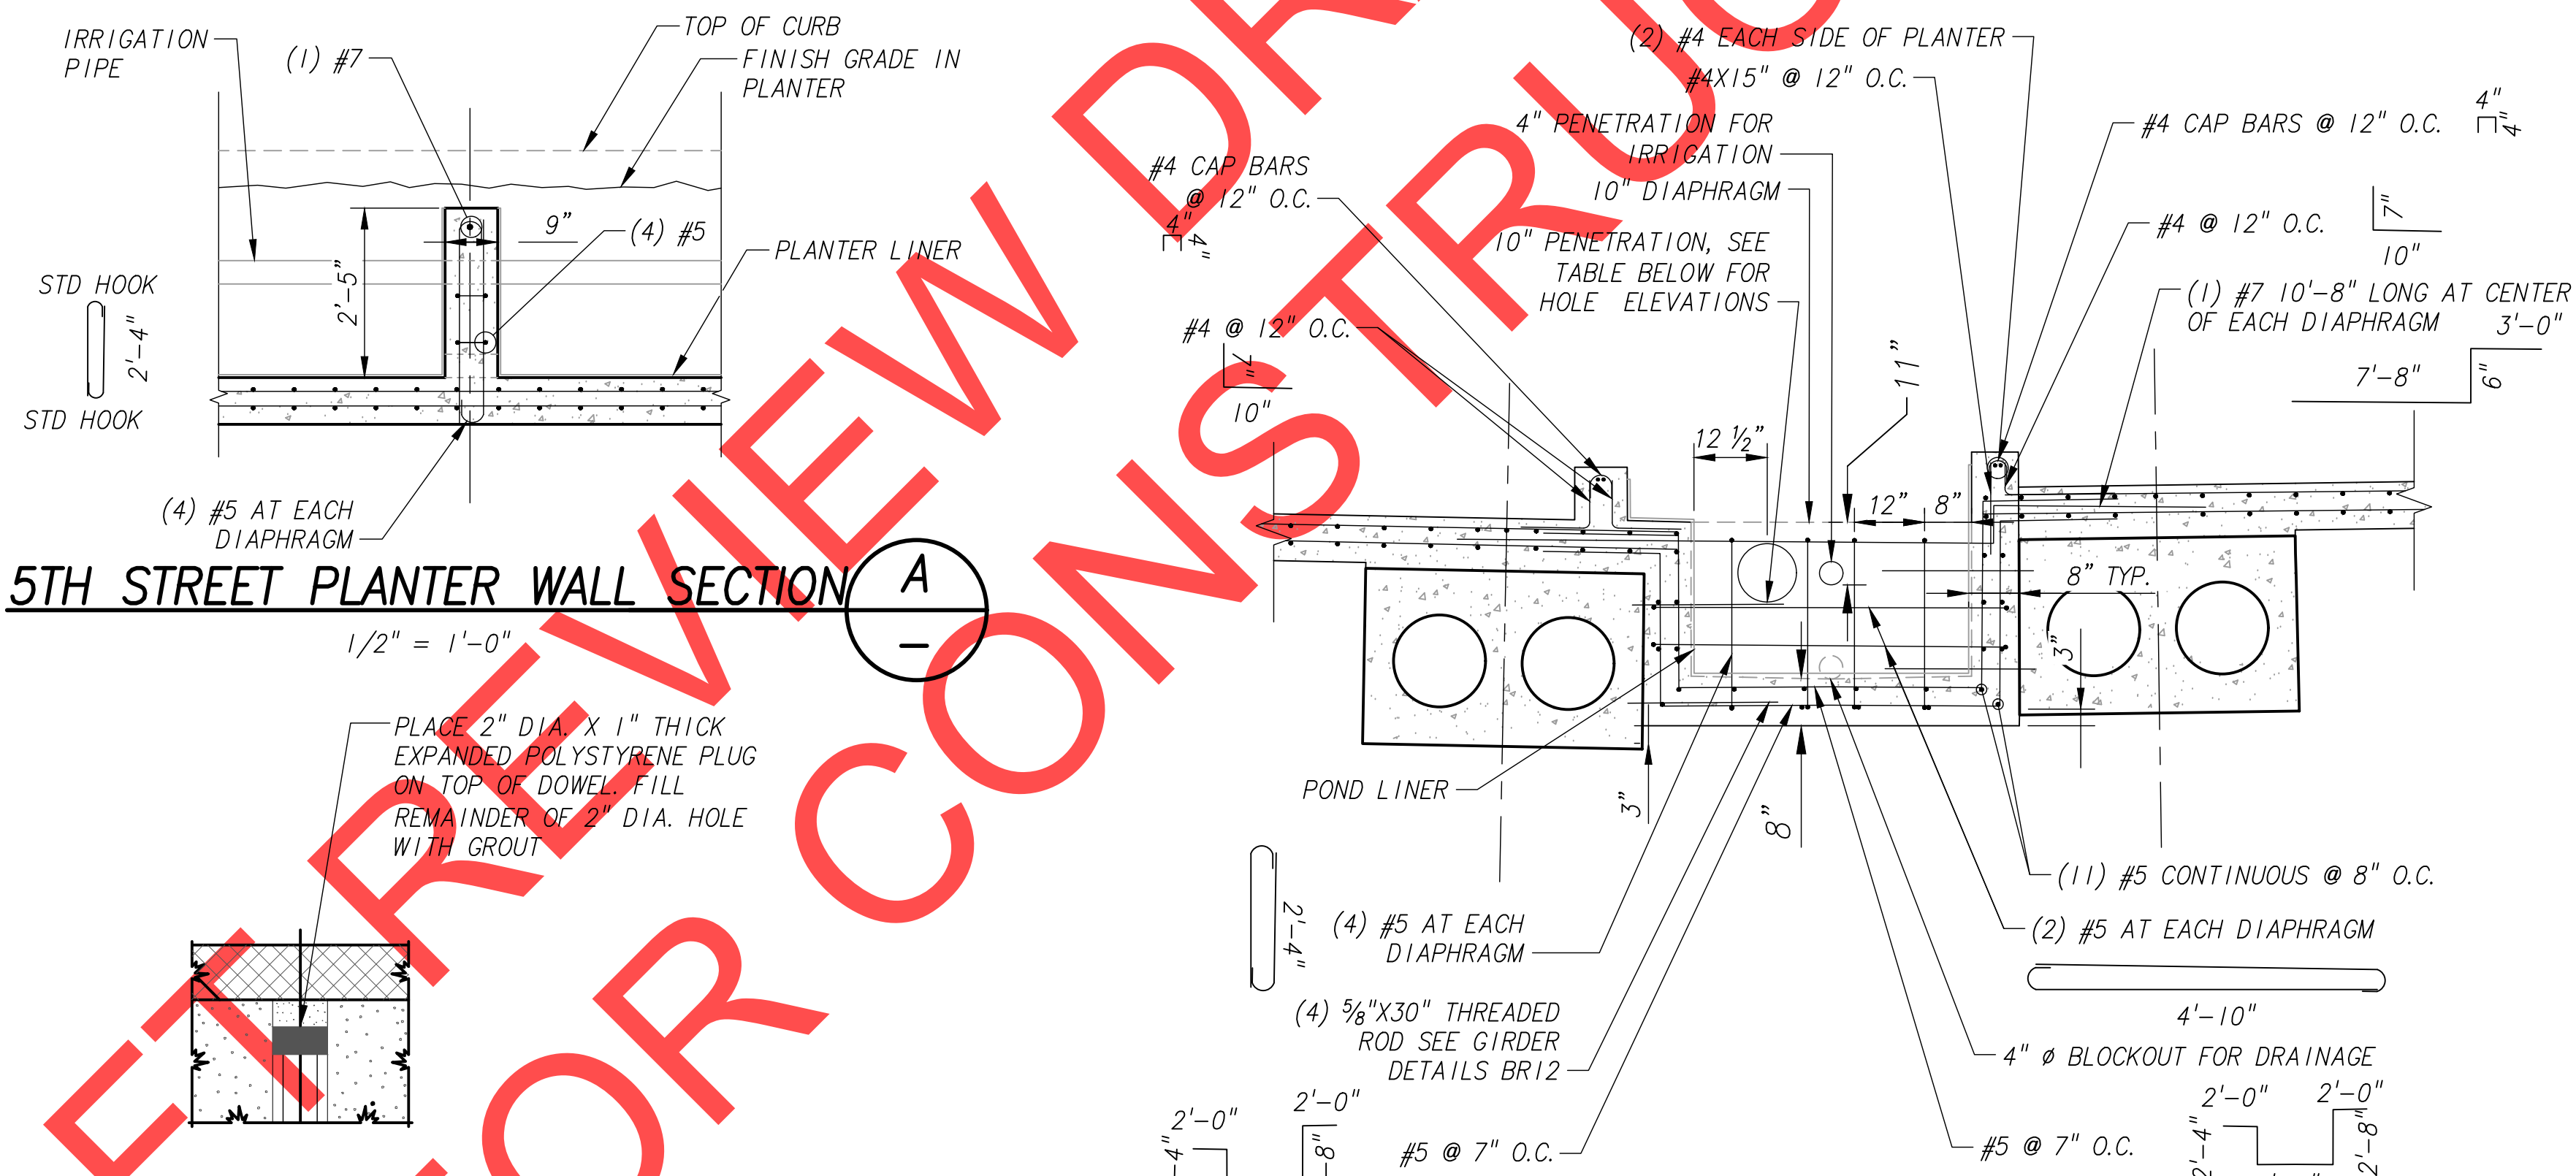 IRRIGATION
PIPE
(1) #7
TOP OF CURB
FINISH GRADE IN
PLANTER
9"
(4) #5
PLANTER LINER
2'-5"
STD HOOK
2'-4"
STD HOOK
(4) #5 AT EACH
DIAPHRAGM
5TH STREET PLANTER WALL SECTION
A
–
1/2" = 1'-0"
PLACE 2" DIA. X 1" THICK
EXPANDED POLYSTYRENE PLUG
ON TOP OF DOWEL. FILL
REMAINDER OF 2" DIA. HOLE
WITH GROUT
(2) #4 EACH SIDE OF PLANTER
#4X15" @ 12" O.C.
4" PENETRATION FOR
IRRIGATION
10" DIAPHRAGM
10" PENETRATION, SEE
TABLE BELOW FOR
HOLE ELEVATIONS
#4 CAP BARS
@ 12" O.C.
4"
4"
#4 @ 12" O.C.
7"
10"
#4 CAP BARS @ 12" O.C.
4"
4"
#4 @ 12" O.C.
7"
10"
(1) #7 10'-8" LONG AT CENTER
OF EACH DIAPHRAGM
3'-0"
7'-8"
6"
11"
12 ½"
12"
8"
8" TYP.
3"
POND LINER
3"
8"
2'-4"
(4) #5 AT EACH
DIAPHRAGM
(4) ⅝"X30" THREADED
ROD SEE GIRDER
DETAILS BR12
#5 @ 7" O.C.
2'-0"
2'-0"
(11) #5 CONTINUOUS @ 8" O.C.
(2) #5 AT EACH DIAPHRAGM
4'-10"
4" ø BLOCKOUT FOR DRAINAGE
#5 @ 7" O.C.
2'-0"
2'-0"
2'-4"
2'-8"
REVIEW